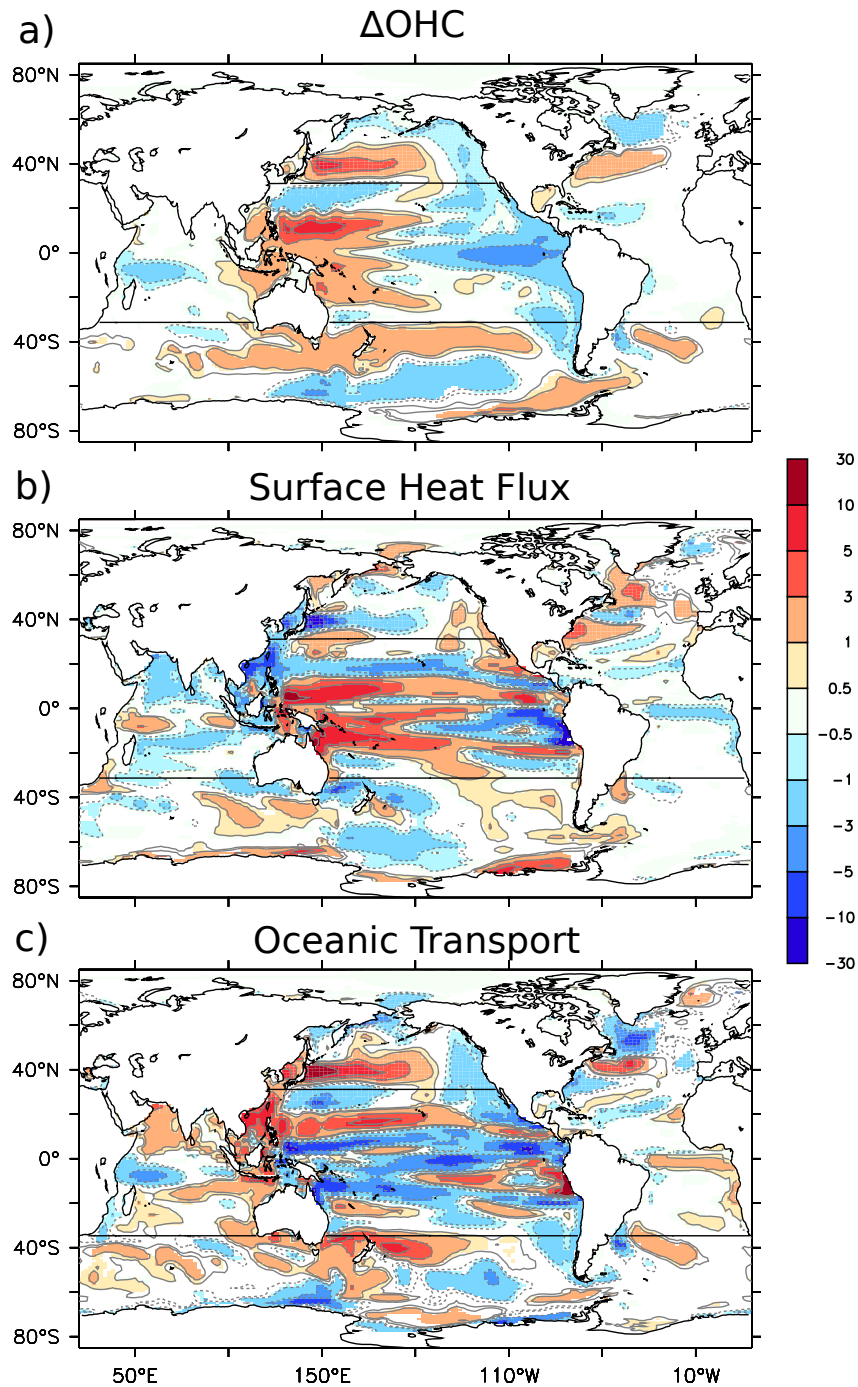 a)
ΔOHC
80°N
40°N
0°
40°S
80°S
b)
Surface Heat Flux
80°N
40°N
0°
40°S
80°S
30
10
5
3
1
0.5
-0.5
-1
-3
-5
-10
-30
c)
Oceanic Transport
80°N
40°N
0°
40°S
80°S
50°E 150°E 110°W 10°W